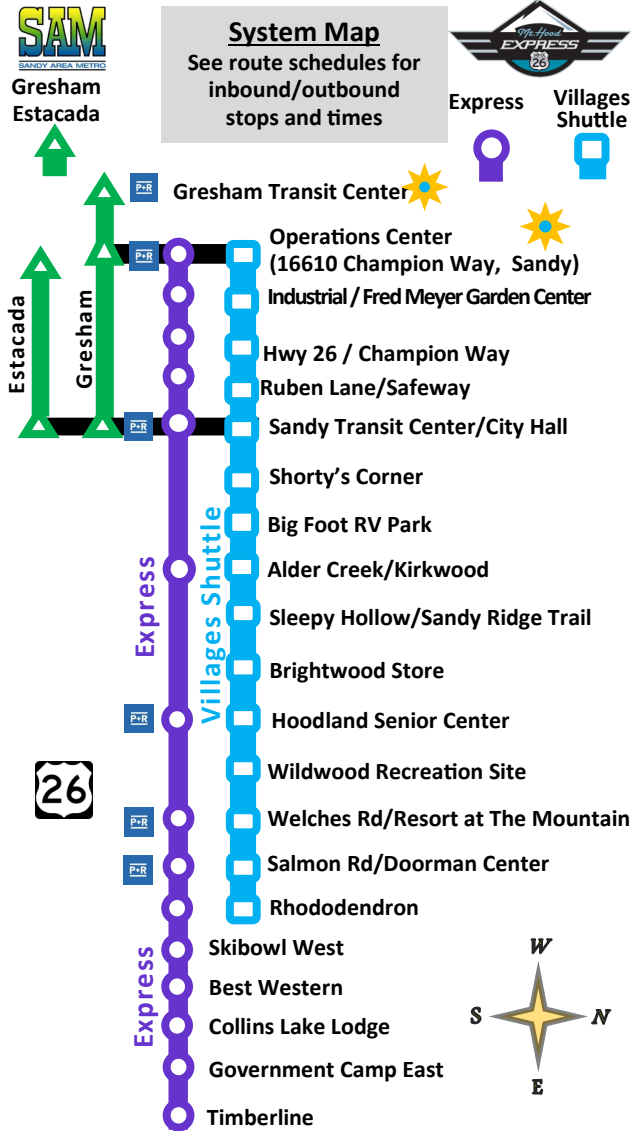 SAM
SANDY AREA METRO
Gresham
Estacada
System Map
See route schedules for
inbound/outbound
stops and times
Mt. Hood
EXPRESS
26
Express
Villages
Shuttle
P+R
Gresham Transit Center
P+R
Operations Center
(16610 Champion Way, Sandy)
Industrial / Fred Meyer Garden Center
Estacada
Gresham
Hwy 26 / Champion Way
Ruben Lane/Safeway
P+R
Sandy Transit Center/City Hall
Shorty's Corner
Big Foot RV Park
Express
Villages Shuttle
Alder Creek/Kirkwood
Sleepy Hollow/Sandy Ridge Trail
Brightwood Store
P+R
Hoodland Senior Center
26
Wildwood Recreation Site
P+R
Welches Rd/Resort at The Mountain
P+R
Salmon Rd/Doorman Center
Rhododendron
Express
Skibowl West
Best Western
Collins Lake Lodge
Government Camp East
Timberline
W
S
N
E